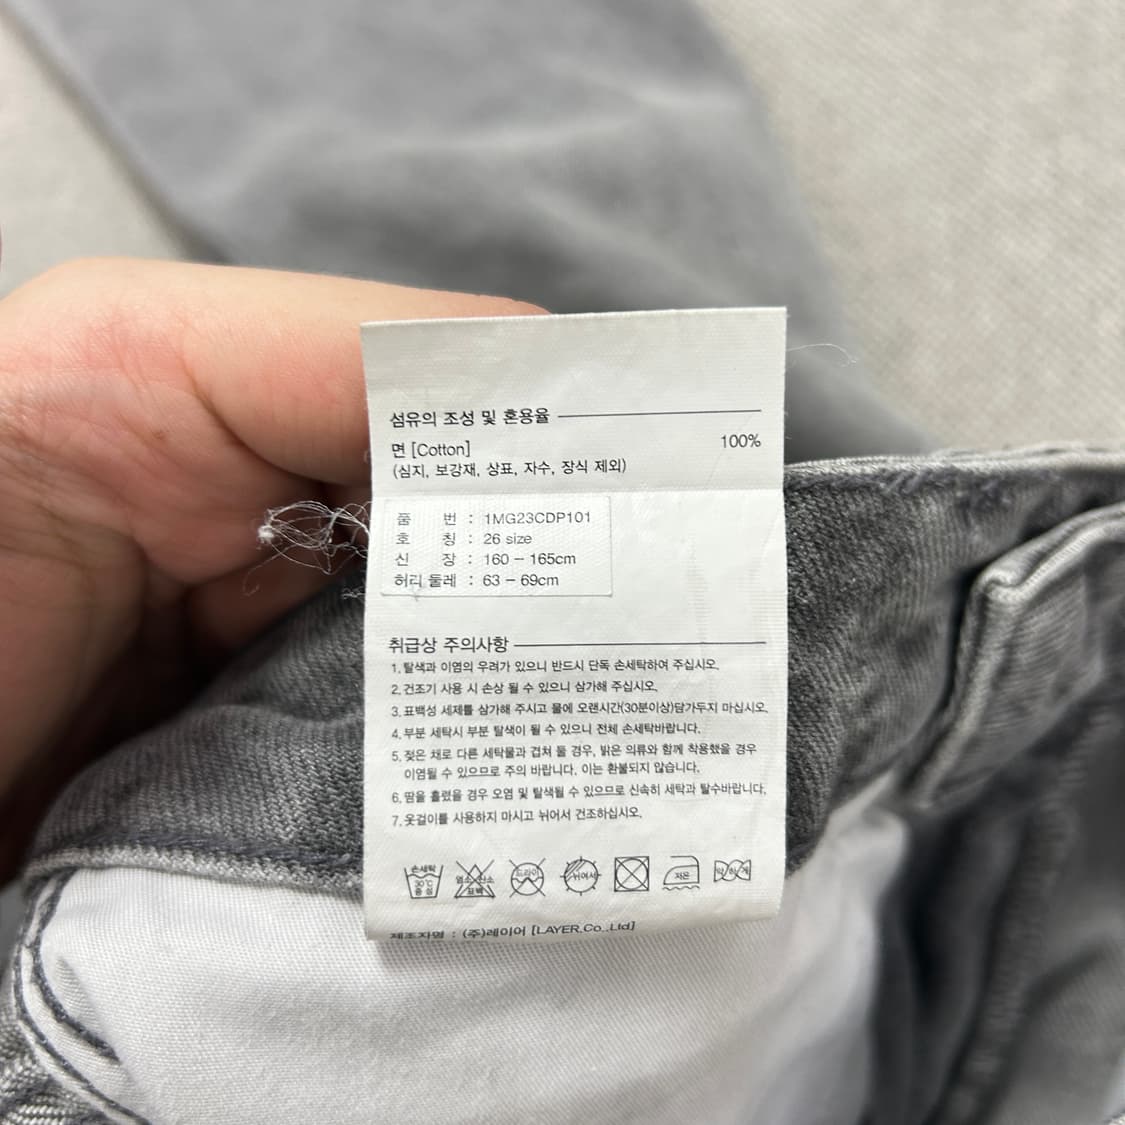 섬유의 조성 및 혼용율
면 [Cotton] 100%
(심지, 보강재, 상표, 자수, 장식 제외)
품 번 : 1MG23CDP101
호 칭 : 26 size
신 장 : 160 - 165cm
허리 둘레 : 63 - 69cm
취급상 주의사항
1. 탈색과 이염의 우려가 있으니 반드시 단독 손세탁하여 주십시오.
2. 건조기 사용 시 손상 될 수 있으니 삼가해 주십시오.
3. 표백성 세제를 삼가해 주시고 물에 오랜시간(30분이상)담가두지 마십시오.
4. 부분 세탁시 부분 탈색이 될 수 있으니 전체 손세탁바랍니다.
5. 젖은 채로 다른 세탁물과 겹쳐 둘 경우, 밝은 의류와 함께 착용했을 경우
이염될 수 있으므로 주의 바랍니다. 이는 환불되지 않습니다.
6. 땀을 흘렸을 경우 오염 및 탈색될 수 있으므로 신속히 세탁과 탈수바랍니다.
7. 옷걸이를 사용하지 마시고 뉘어서 건조하십시오.
손세탁 30℃ 중성 염소 산소 표백 드라이 뉘어서 저온 약하게
제조자명 : (주)레이어 [LAYER.Co.,Ltd]